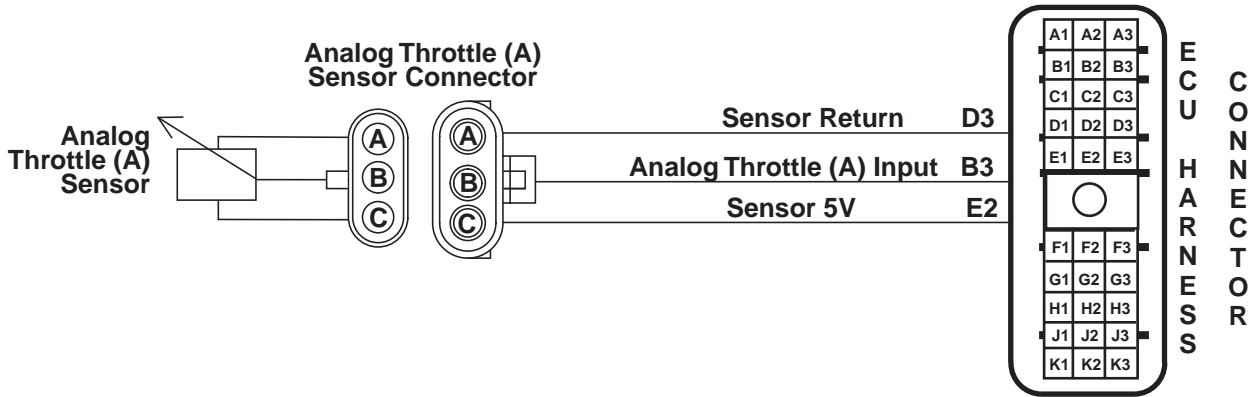 Analog Throttle (A)
Sensor Connector
Analog
Throttle (A)
Sensor
A
B
C
A
B
C
Sensor Return D3
Analog Throttle (A) Input B3
Sensor 5V E2
A1 A2 A3
B1 B2 B3
C1 C2 C3
D1 D2 D3
E1 E2 E3
F1 F2 F3
G1 G2 G3
H1 H2 H3
J1 J2 J3
K1 K2 K3
ECU HARNESS
CONNECTOR